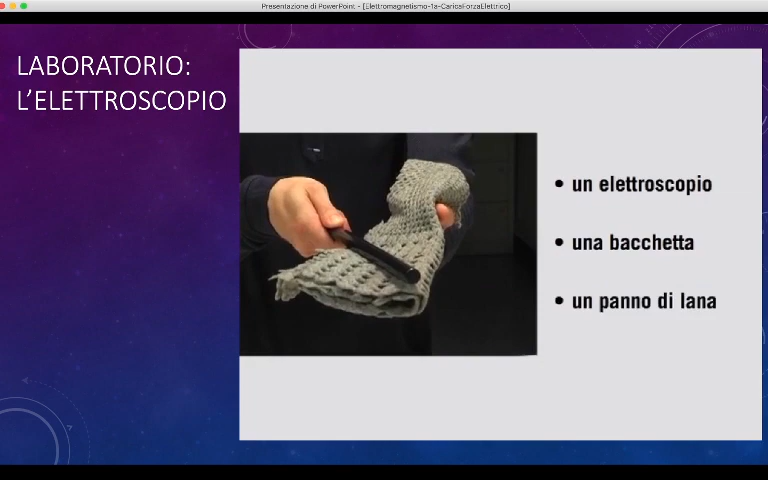 Presentazione di PowerPoint - [Elettromagnetismo-1a-CaricaForzaElettrico]
LABORATORIO:
L'ELETTROSCOPIO
• un elettroscopio
• una bacchetta
• un panno di lana